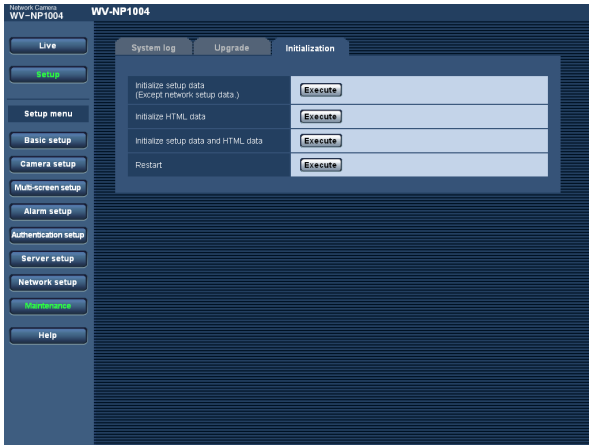 Network Camera
WV-NP1004
WV-NP1004
Live
Setup
Setup menu
Basic setup
Camera setup
Multi-screen setup
Alarm setup
Authentication setup
Server setup
Network setup
Maintenance
Help
System log
Upgrade
Initialization
Initialize setup data
(Except network setup data.)
Execute
Initialize HTML data
Execute
Initialize setup data and HTML data
Execute
Restart
Execute